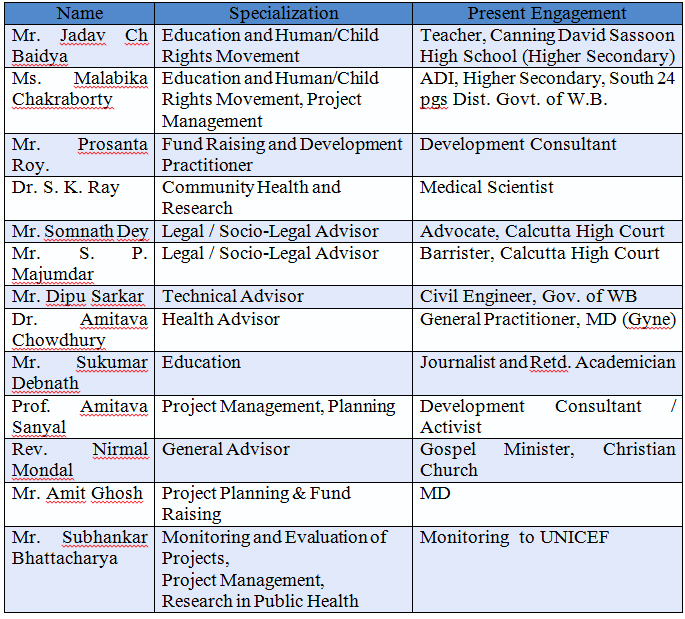 Name Specialization Present Engagement
Mr. Jadav Ch Baidya Education and Human/Child Rights Movement Teacher, Canning David Sassoon High School (Higher Secondary)
Ms. Malabika Chakraborty Education and Human/Child Rights Movement, Project Management ADI, Higher Secondary, South 24 pgs Dist. Govt. of W.B.
Mr. Prosanta Roy. Fund Raising and Development Practitioner Development Consultant
Dr. S. K. Ray Community Health and Research Medical Scientist
Mr. Somnath Dey Legal / Socio-Legal Advisor Advocate, Calcutta High Court
Mr. S. P. Majumdar Legal / Socio-Legal Advisor Barrister, Calcutta High Court
Mr. Dipu Sarkar Technical Advisor Civil Engineer, Gov. of WB
Dr. Amitava Chowdhury Health Advisor General Practitioner, MD (Gyne)
Mr. Sukumar Debnath Education Journalist and Retd. Academician
Prof. Amitava Sanyal Project Management, Planning Development Consultant / Activist
Rev. Nirmal Mondal General Advisor Gospel Minister, Christian Church
Mr. Amit Ghosh Project Planning & Fund Raising MD
Mr. Subhankar Bhattacharya Monitoring and Evaluation of Projects, Project Management, Research in Public Health Monitoring to UNICEF